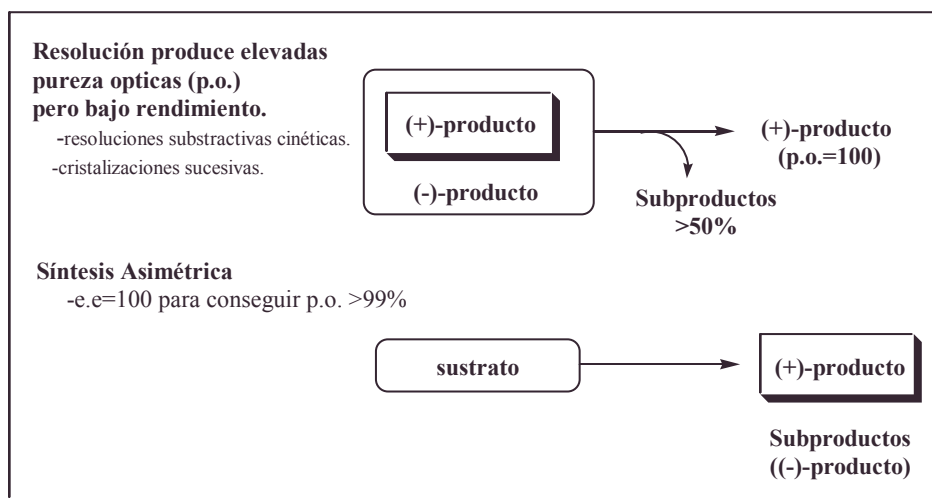 Resolución produce elevadas
pureza opticas (p.o.)
pero bajo rendimiento.
-resoluciones substractivas cinéticas.
-cristalizaciones sucesivas.
(+)-producto
(-)-producto
(+)-producto
(p.o.=100)
Subproductos
>50%
Síntesis Asimétrica
-e.e=100 para conseguir p.o. >99%
sustrato
(+)-producto
Subproductos
((-)-producto)